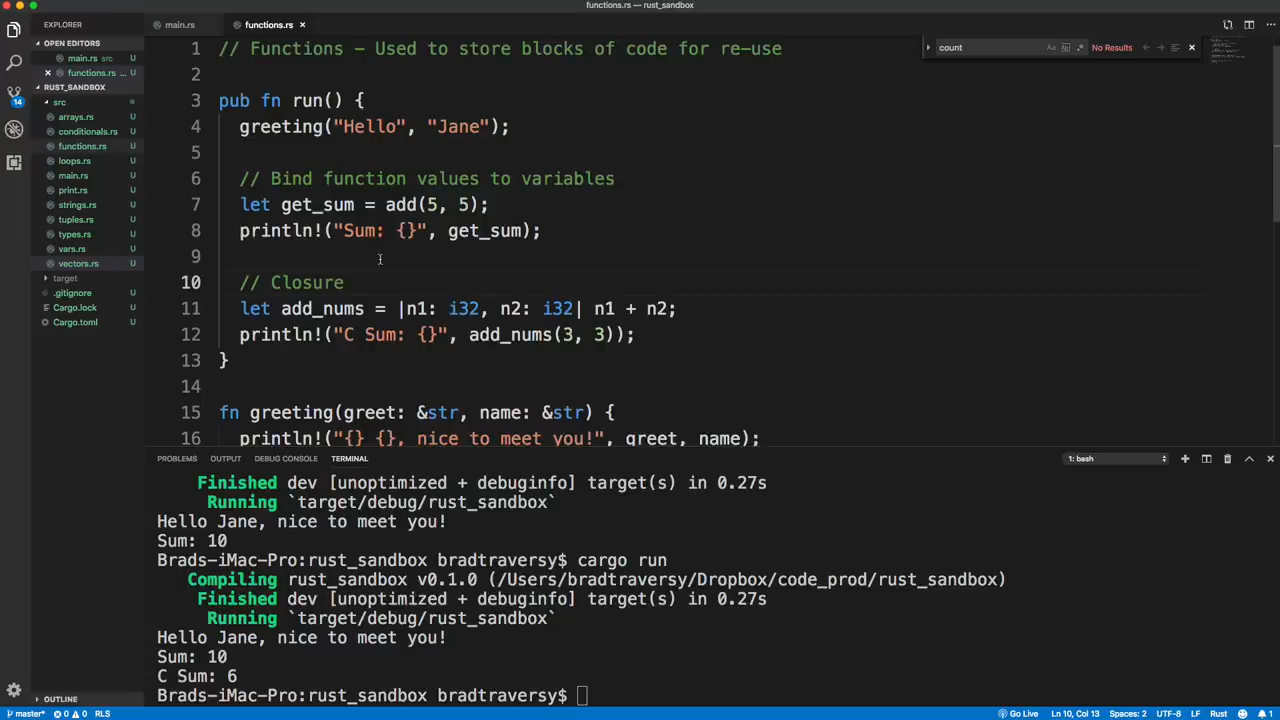 functions.rs — rust_sandbox
EXPLORER
OPEN EDITORS
main.rs src
functions.rs ...
RUST_SANDBOX
src
arrays.rs U
conditionals.rs U
functions.rs U
loops.rs U
main.rs U
print.rs U
strings.rs U
tuples.rs U
types.rs U
vars.rs U
vectors.rs U
target
.gitignore U
Cargo.lock U
Cargo.toml U
OUTLINE
14
main.rs
functions.rs
count
No Results
1 // Functions - Used to store blocks of code for re-use
2
3 pub fn run() {
4 greeting("Hello", "Jane");
5
6 // Bind function values to variables
7 let get_sum = add(5, 5);
8 println!("Sum: {}", get_sum);
9
10 // Closure
11 let add_nums = |n1: i32, n2: i32| n1 + n2;
12 println!("C Sum: {}", add_nums(3, 3));
13 }
14
15 fn greeting(greet: &str, name: &str) {
16 println!("{} {}, nice to meet you!", greet, name);
PROBLEMS OUTPUT DEBUG CONSOLE TERMINAL 1: bash
Finished dev [unoptimized + debuginfo] target(s) in 0.27s
Running `target/debug/rust_sandbox`
Hello Jane, nice to meet you!
Sum: 10
Brads-iMac-Pro:rust_sandbox bradtraversy$ cargo run
Compiling rust_sandbox v0.1.0 (/Users/bradtraversy/Dropbox/code_prod/rust_sandbox)
Finished dev [unoptimized + debuginfo] target(s) in 0.27s
Running `target/debug/rust_sandbox`
Hello Jane, nice to meet you!
Sum: 10
C Sum: 6
Brads-iMac-Pro:rust_sandbox bradtraversy$
master* 0 0 RLS Go Live Ln 10, Col 13 Spaces: 2 UTF-8 LF Rust 1